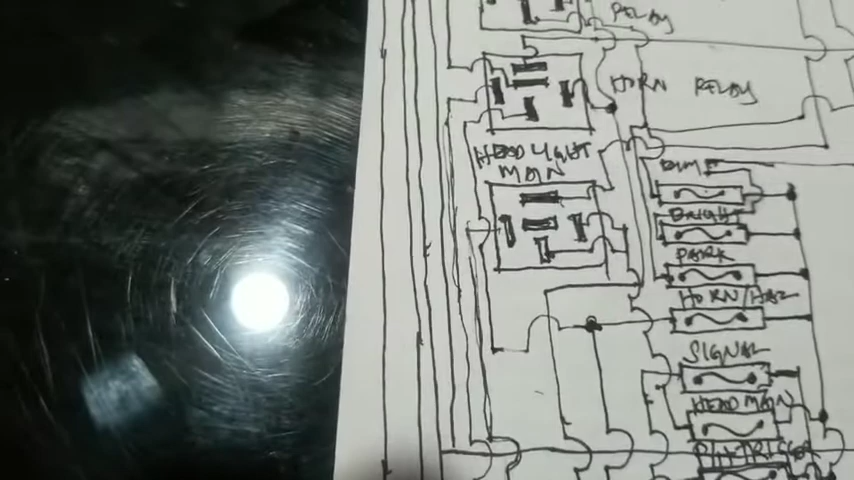 RELAY
HORN RELAY
HEAD LIGHT
MAIN
DIM
BRIGHT
PARK
HORN/HAZ
SIGNAL
HEAD MAIN